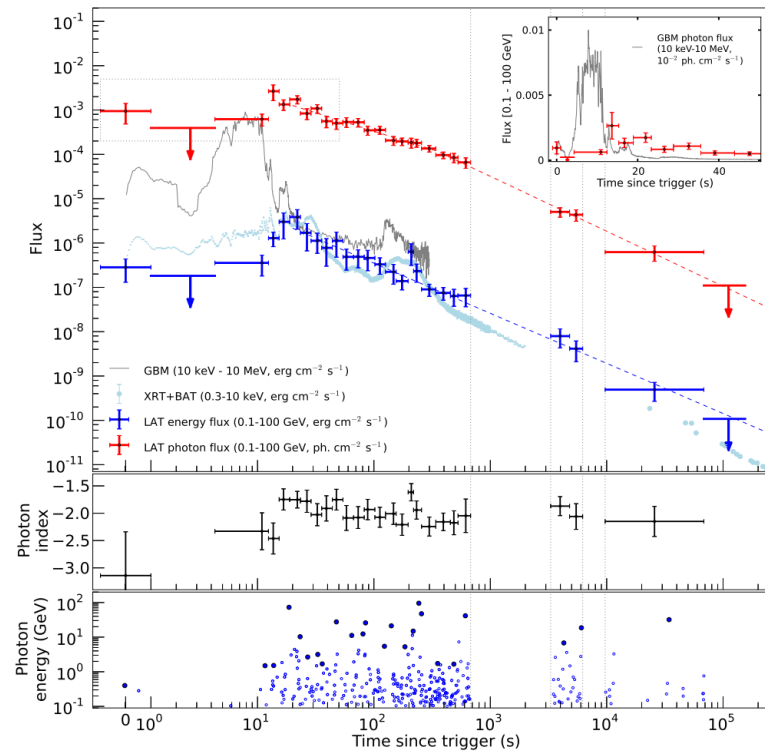 10⁻¹
10⁻²
10⁻³
10⁻⁴
10⁻⁵
10⁻⁶
10⁻⁷
10⁻⁸
10⁻⁹
10⁻¹⁰
10⁻¹¹
Flux
0.01
0.005
0
Flux [0.1 - 100 GeV]
GBM photon flux
(10 keV-10 MeV,
10⁻² ph. cm⁻² s⁻¹)
0 20 40
Time since trigger (s)
GBM (10 keV - 10 MeV, erg cm⁻² s⁻¹)
XRT+BAT (0.3-10 keV, erg cm⁻² s⁻¹)
LAT energy flux (0.1-100 GeV, erg cm⁻² s⁻¹)
LAT photon flux (0.1-100 GeV, ph. cm⁻² s⁻¹)
−1.5
−2.0
−2.5
−3.0
Photon
index
10²
10¹
10⁰
10⁻¹
Photon
energy (GeV)
0 10⁰ 10¹ 10² 10³ 10⁴ 10⁵
Time since trigger (s)